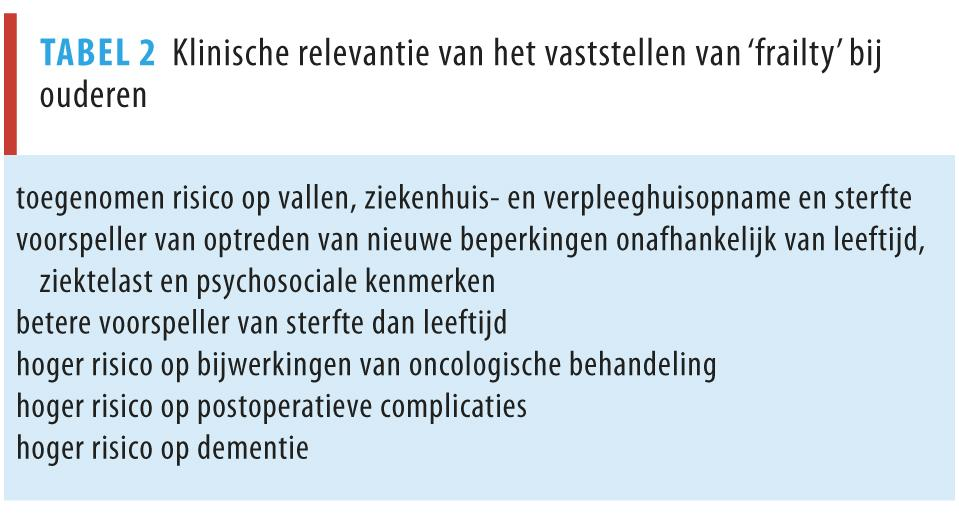 TABEL 2 Klinische relevantie van het vaststellen van ‘frailty’ bij
ouderen
toegenomen risico op vallen, ziekenhuis- en verpleeghuisopname en sterfte
voorspeller van optreden van nieuwe beperkingen onafhankelijk van leeftijd,
ziektelast en psychosociale kenmerken
betere voorspeller van sterfte dan leeftijd
hoger risico op bijwerkingen van oncologische behandeling
hoger risico op postoperatieve complicaties
hoger risico op dementie